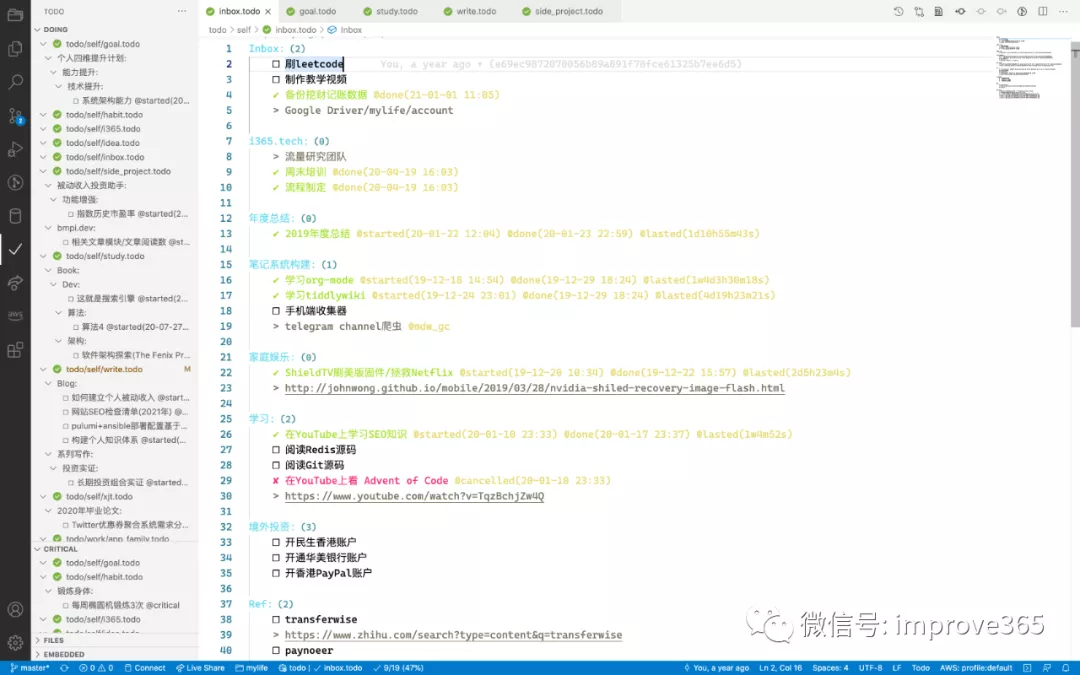 TODO
DOING
todo/self/goal.todo
个人四维提升计划:
能力提升:
技术提升:
系统架构能力 @started(20...
todo/self/habit.todo
todo/self/i365.todo
todo/self/idea.todo
todo/self/inbox.todo
todo/self/side_project.todo
被动收入投资助手:
功能增强:
指数历史市盈率 @started(2...
bmpi.dev:
相关文章模块/文章阅读数 @st...
todo/self/study.todo
Book:
Dev:
这就是搜索引擎 @started(2...
算法:
算法4 @started(20-07-27...
架构:
软件架构探索(The Fenix Pr...
todo/self/write.todo M
Blog:
如何建立个人被动收入 @started...
网站SEO检查清单(2021年) @...
pulumi+ansible部署配置基于...
构建个人知识体系 @started(...
系列写作:
投资实证:
长期投资组合实证 @started...
todo/self/xjt.todo
2020年毕业论文:
Twitter优惠券聚合系统需求分...
todo/work/app_family.todo
CRITICAL
todo/self/goal.todo
todo/self/habit.todo
锻炼身体:
每周椭圆机锻炼3次 @critical
todo/self/i365.todo
FILES
EMBEDDED
inbox.todo
goal.todo
study.todo
write.todo
side_project.todo
todo > self > inbox.todo > Inbox
1 Inbox: (2)
2 刷leetcode You, a year ago
3 制作教学视频
4 ✔ 备份挖财记账数据 @done(21-01-01 11:05)
5 > Google Driver/mylife/account
6
7 i365.tech: (0)
8 > 流量研究团队
9 ✔ 周末培训 @done(20-04-19 16:03)
10 ✔ 流程制定 @done(20-04-19 16:03)
11
12 年度总结: (0)
13 ✔ 2019年度总结 @started(20-01-22 12:04) @done(20-01-23 22:59) @lasted(1d10h55m43s)
14
15 笔记系统构建: (1)
16 ✔ 学习org-mode @started(19-12-18 14:54) @done(19-12-29 18:24) @lasted(1w4d3h30m18s)
17 ✔ 学习tiddlywiki @started(19-12-24 23:01) @done(19-12-29 18:24) @lasted(4d19h23m21s)
18 手机端收集器
19 > telegram channel爬虫 @mdw_gc
20
21 家庭娱乐: (0)
22 ✔ ShieldTV刷美版固件/拯救Netflix @started(19-12-20 10:34) @done(19-12-22 15:57) @lasted(2d5h23m4s)
23 > http://johnwong.github.io/mobile/2019/03/28/nvidia-shiled-recovery-image-flash.html
24
25 学习: (2)
26 ✔ 在YouTube上学习SEO知识 @started(20-01-10 23:33) @done(20-01-17 23:37) @lasted(1w4m52s)
27 阅读Redis源码
28 阅读Git源码
29 ✘ 在YouTube上看 Advent of Code @cancelled(20-01-18 23:33)
30 > https://www.youtube.com/watch?v=TqzBchjZw4Q
31
32 境外投资: (3)
33 开民生香港账户
34 开通华美银行账户
35 开香港PayPal账户
36
37 Ref: (2)
38 transferwise
39 > https://www.zhihu.com/search?type=content&q=transferwise
40 paynoeer
微信号: improve365
master* 0 0 Connect Live Share mylife todo inbox.todo 9/19 (47%) You, a year ago Ln 2, Col 16 Spaces: 4 UTF-8 LF Todo AWS: profile:default